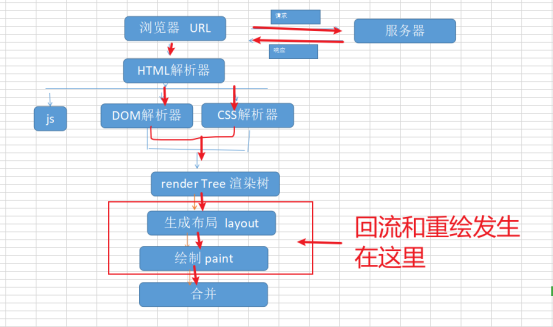 请求
浏览器 URL
服务器
响应
HTML解析器
js
DOM解析器
CSS解析器
render Tree 渲染树
生成布局 layout
回流和重绘发生
在这里
绘制 paint
合并